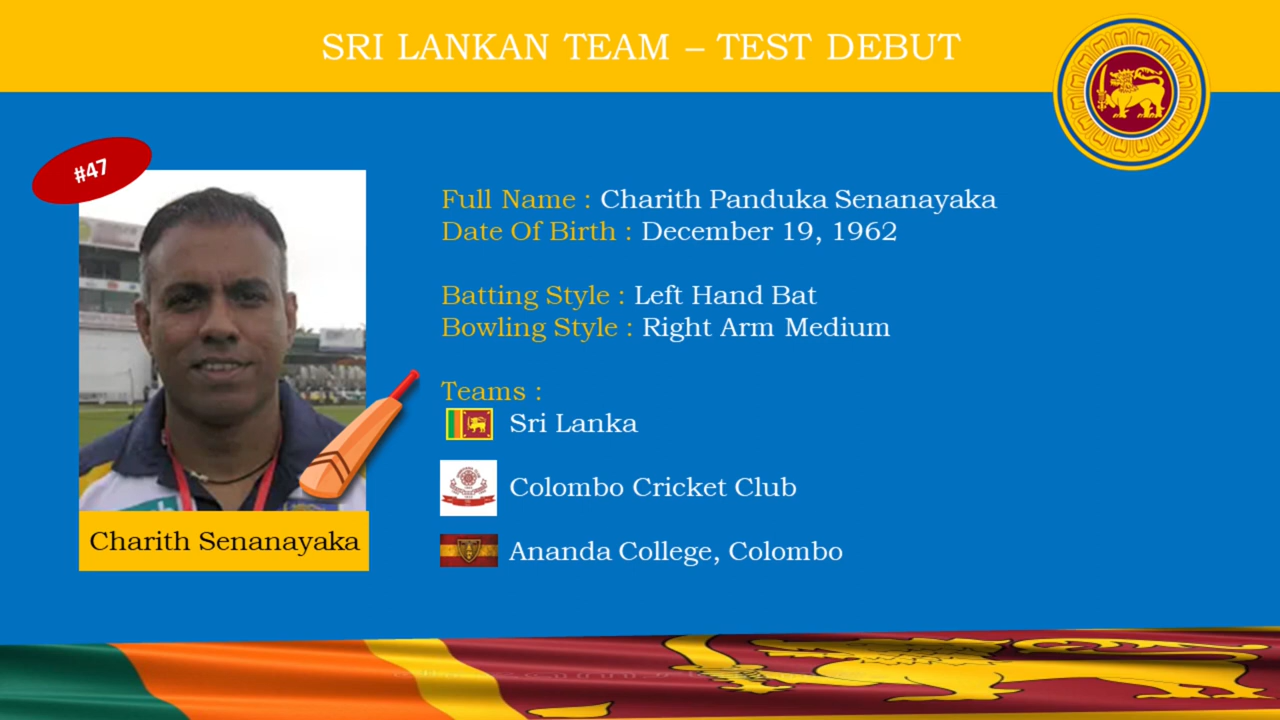 SRI LANKAN TEAM – TEST DEBUT
#47
Full Name : Charith Panduka Senanayaka
Date Of Birth : December 19, 1962
Batting Style : Left Hand Bat
Bowling Style : Right Arm Medium
Teams :
Sri Lanka
Colombo Cricket Club
Ananda College, Colombo
Charith Senanayaka